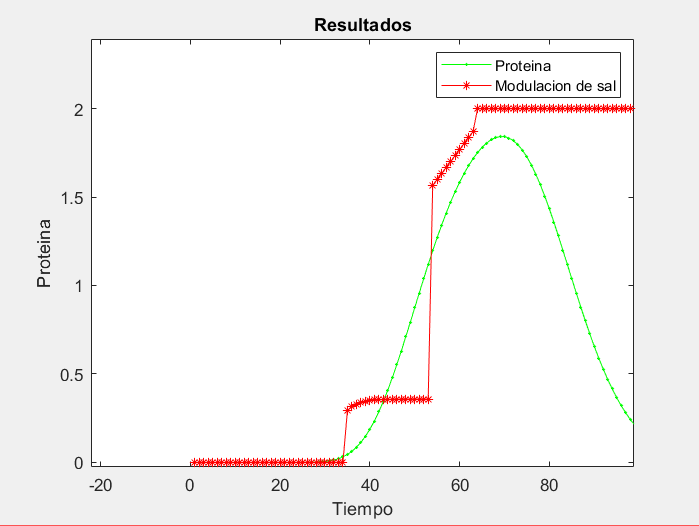 Resultados
Proteina
Modulacion de sal
2
1.5
1
0.5
0
Proteina
-20
0
20
40
60
80
Tiempo